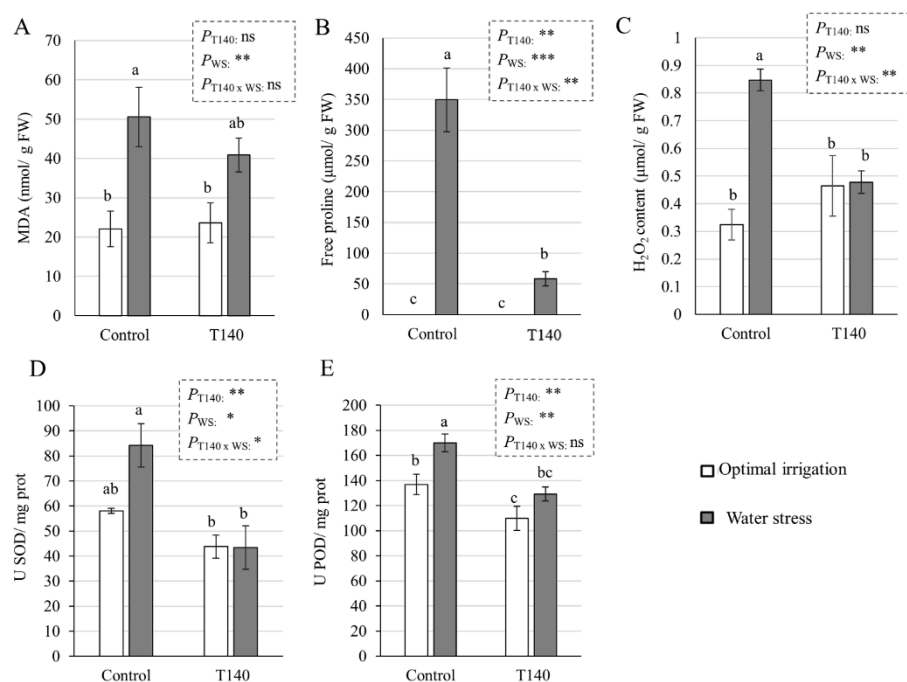 A
P T140: ns
P WS: **
P T140 x WS: ns
MDA (nmol/ g FW)
80
70
60
50
40
30
20
10
0
b
a
b
ab
Control
T140
B
P T140: **
P WS: ***
P T140 x WS: **
Free proline (μmol/ g FW)
450
400
350
300
250
200
150
100
50
0
c
a
c
b
Control
T140
C
P T140: ns
P WS: **
P T140 x WS: **
H₂O₂ content (μmol/ g FW)
1
0.9
0.8
0.7
0.6
0.5
0.4
0.3
0.2
0.1
0
b
a
b
b
Control
T140
D
P T140: **
P WS: *
P T140 x WS: *
U SOD/ mg prot
100
90
80
70
60
50
40
30
20
10
0
ab
a
b
b
Control
T140
E
P T140: **
P WS: **
P T140 x WS: ns
U POD/ mg prot
200
180
160
140
120
100
80
60
40
20
0
b
a
c
bc
Control
T140
Optimal irrigation
Water stress